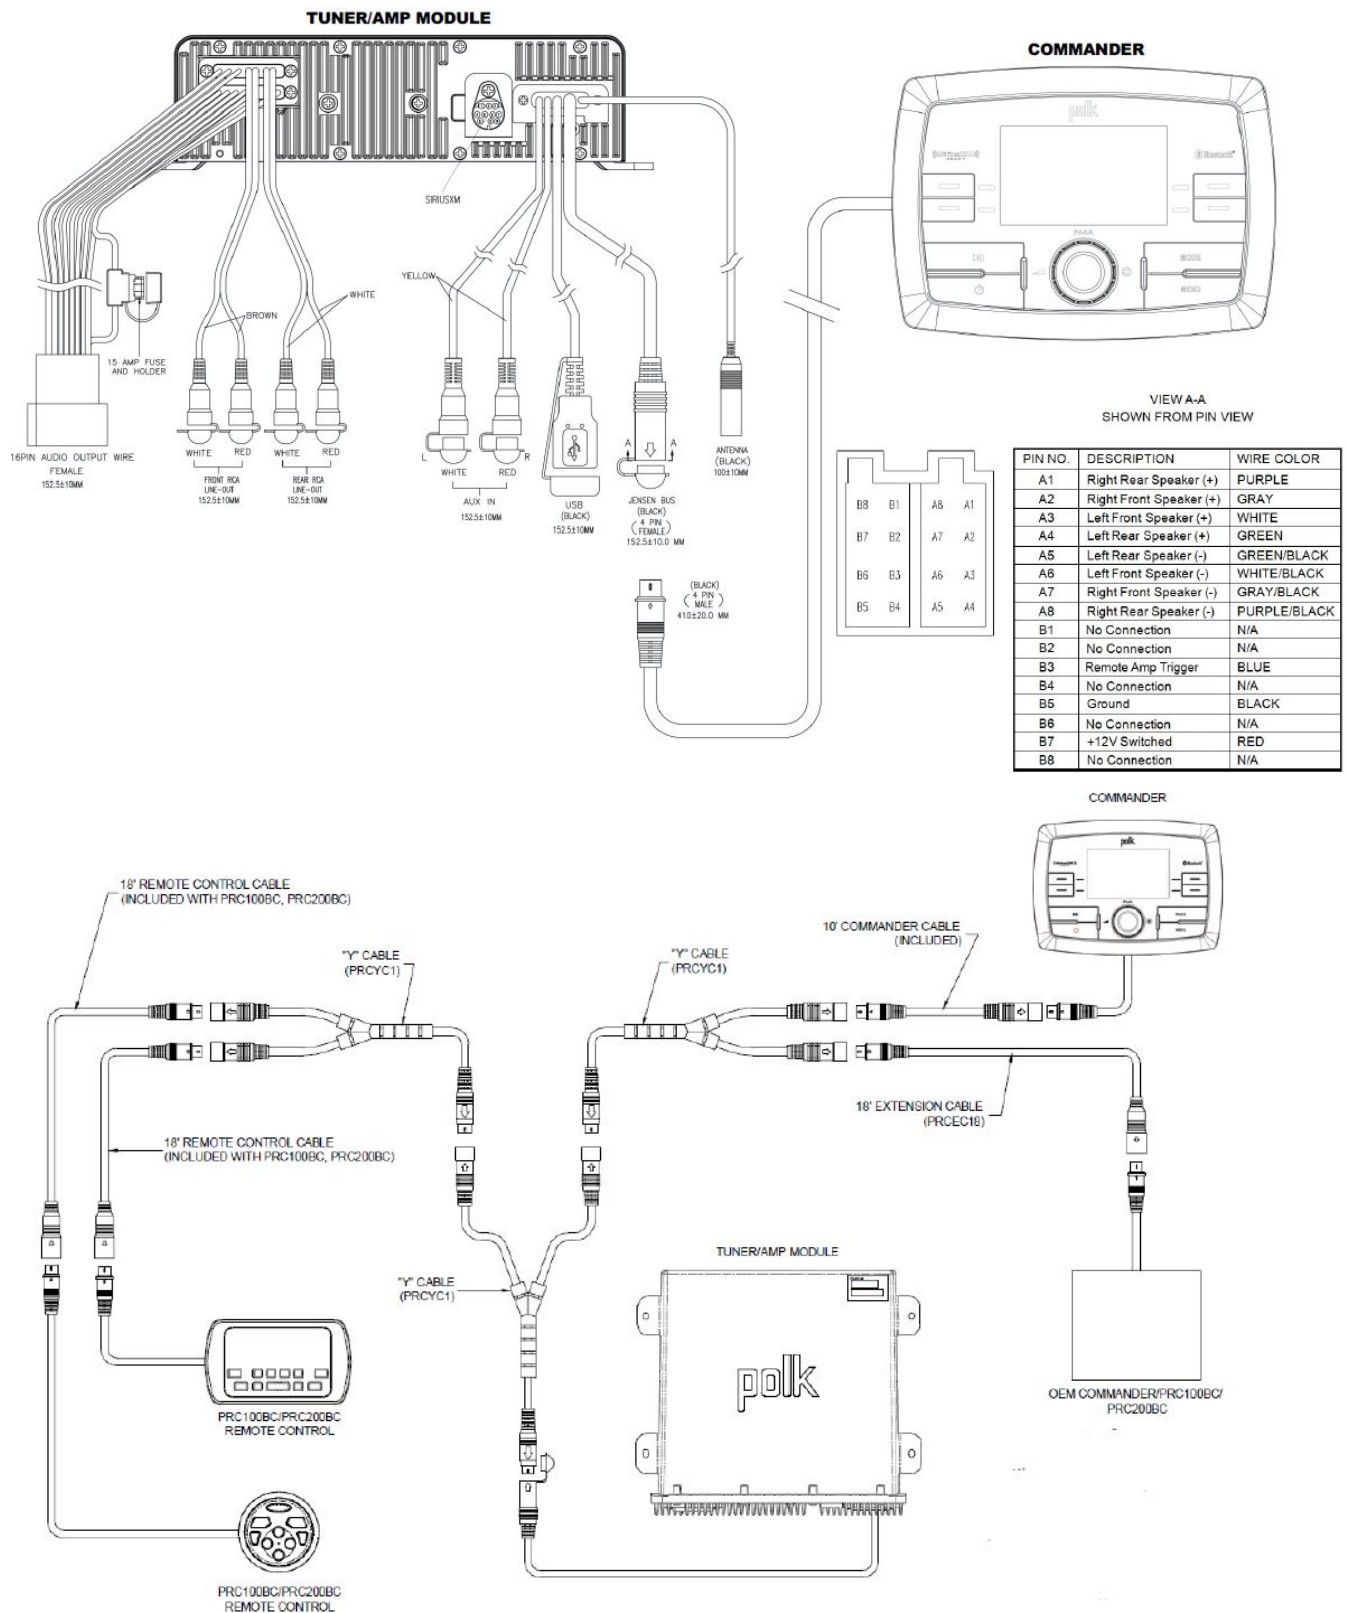 TUNER/AMP MODULE
COMMANDER
polk
SIRIUSXM
YELLOW
WHITE
BROWN
15 AMP FUSE
AND HOLDER
16PIN AUDIO OUTPUT WIRE
FEMALE
152.5±10MM
WHITE
RED
WHITE
RED
FRONT RCA
LINE-OUT
152.5±10MM
REAR RCA
LINE-OUT
152.5±10MM
L
R
WHITE
RED
AUX IN
152.5±10MM
USB
(BLACK)
152.5±10MM
A
A
JENSEN BUS
(BLACK)
( 4 PIN
FEMALE )
152.5±10.0 MM
ANTENNA
(BLACK)
100±10MM
(BLACK)
( 4 PIN
MALE )
410±20.0 MM
Bluetooth
MODE
MENU
VIEW A-A
SHOWN FROM PIN VIEW
B8 B1 A8 A1
B7 B2 A7 A2
B6 B3 A6 A3
B5 B4 A5 A4
PIN NO. DESCRIPTION WIRE COLOR
A1 Right Rear Speaker (+) PURPLE
A2 Right Front Speaker (+) GRAY
A3 Left Front Speaker (+) WHITE
A4 Left Rear Speaker (+) GREEN
A5 Left Rear Speaker (-) GREEN/BLACK
A6 Left Front Speaker (-) WHITE/BLACK
A7 Right Front Speaker (-) GRAY/BLACK
A8 Right Rear Speaker (-) PURPLE/BLACK
B1 No Connection N/A
B2 No Connection N/A
B3 Remote Amp Trigger BLUE
B4 No Connection N/A
B5 Ground BLACK
B6 No Connection N/A
B7 +12V Switched RED
B8 No Connection N/A
COMMANDER
polk
18' REMOTE CONTROL CABLE
(INCLUDED WITH PRC100BC, PRC200BC)
"Y" CABLE
(PRCYC1)
"Y" CABLE
(PRCYC1)
10' COMMANDER CABLE
(INCLUDED)
18' EXTENSION CABLE
(PRCEC18)
18' REMOTE CONTROL CABLE
(INCLUDED WITH PRC100BC, PRC200BC)
"Y" CABLE
(PRCYC1)
TUNER/AMP MODULE
polk
OEM COMMANDER/PRC100BC/
PRC200BC
PRC100BC/PRC200BC
REMOTE CONTROL
PRC100BC/PRC200BC
REMOTE CONTROL